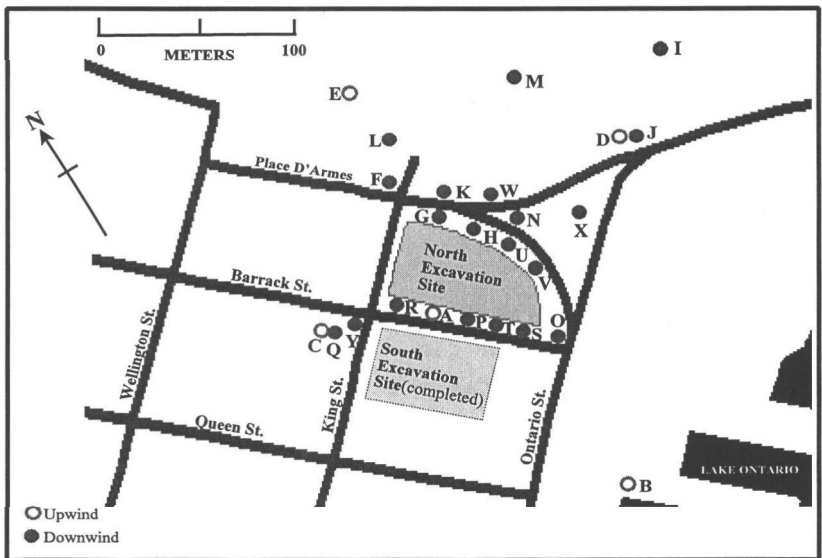 0 100
METERS
N
I
M
E
D J
L
Place D'Armes
F
K W
G N X
H
U
V
North
Excavation
Site
Barrack St.
R A P T S O
C Q Y
South
Excavation
Site(completed)
Wellington St.
King St.
Ontario St.
Queen St.
LAKE ONTARIO
B
Upwind
Downwind